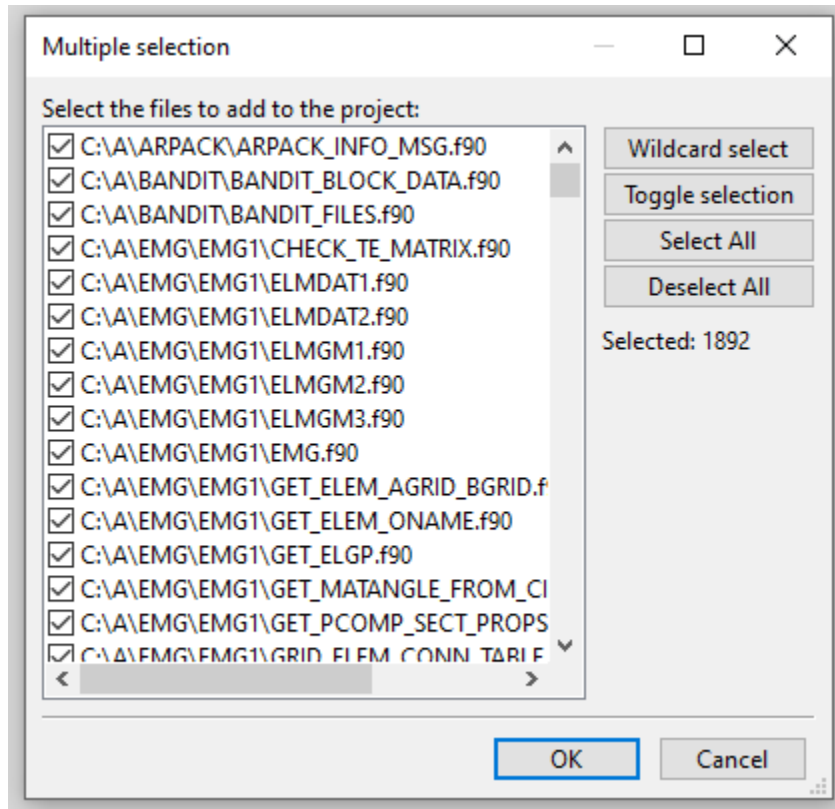 Multiple selection
Select the files to add to the project:
C:\A\ARPACK\ARPACK_INFO_MSG.f90
C:\A\BANDIT\BANDIT_BLOCK_DATA.f90
C:\A\BANDIT\BANDIT_FILES.f90
C:\A\EMG\EMG1\CHECK_TE_MATRIX.f90
C:\A\EMG\EMG1\ELMDAT1.f90
C:\A\EMG\EMG1\ELMDAT2.f90
C:\A\EMG\EMG1\ELMGM1.f90
C:\A\EMG\EMG1\ELMGM2.f90
C:\A\EMG\EMG1\ELMGM3.f90
C:\A\EMG\EMG1\EMG.f90
C:\A\EMG\EMG1\GET_ELEM_AGRID_BGRID.f
C:\A\EMG\EMG1\GET_ELEM_ONAME.f90
C:\A\EMG\EMG1\GET_ELGP.f90
C:\A\EMG\EMG1\GET_MATANGLE_FROM_CI
C:\A\EMG\EMG1\GET_PCOMP_SECT_PROPS
C:\A\EMG\EMG1\GRID_ELEM_CONN_TABLE
Wildcard select
Toggle selection
Select All
Deselect All
Selected: 1892
OK
Cancel